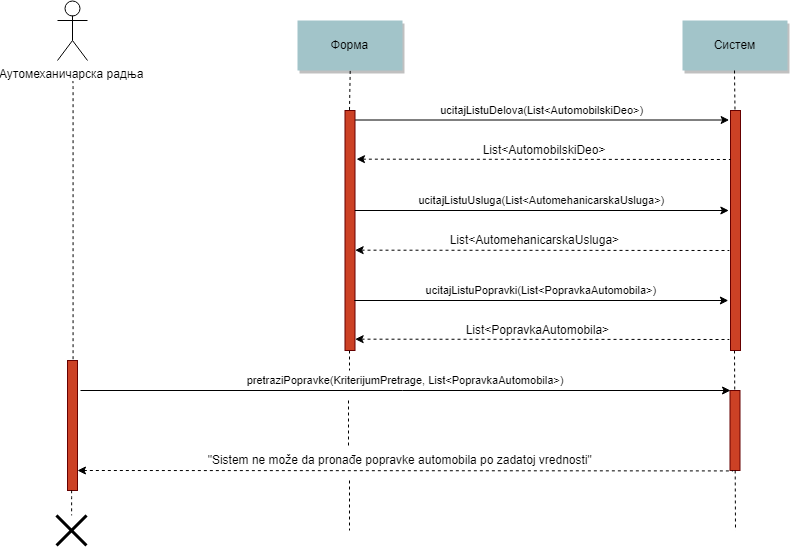 Форма
Систем
Аутомеханичарска радња
ucitajListuDelova(List<AutomobilskiDeo>)
List<AutomobilskiDeo>
ucitajListuUsluga(List<AutomehanicarskaUsluga>)
List<AutomehanicarskaUsluga>
ucitajListuPopravki(List<PopravkaAutomobila>)
List<PopravkaAutomobila>
pretraziPopravke(KriterijumPretrage, List<PopravkaAutomobila>)
"Sistem ne može da pronađe popravke automobila po zadatoj vrednosti"